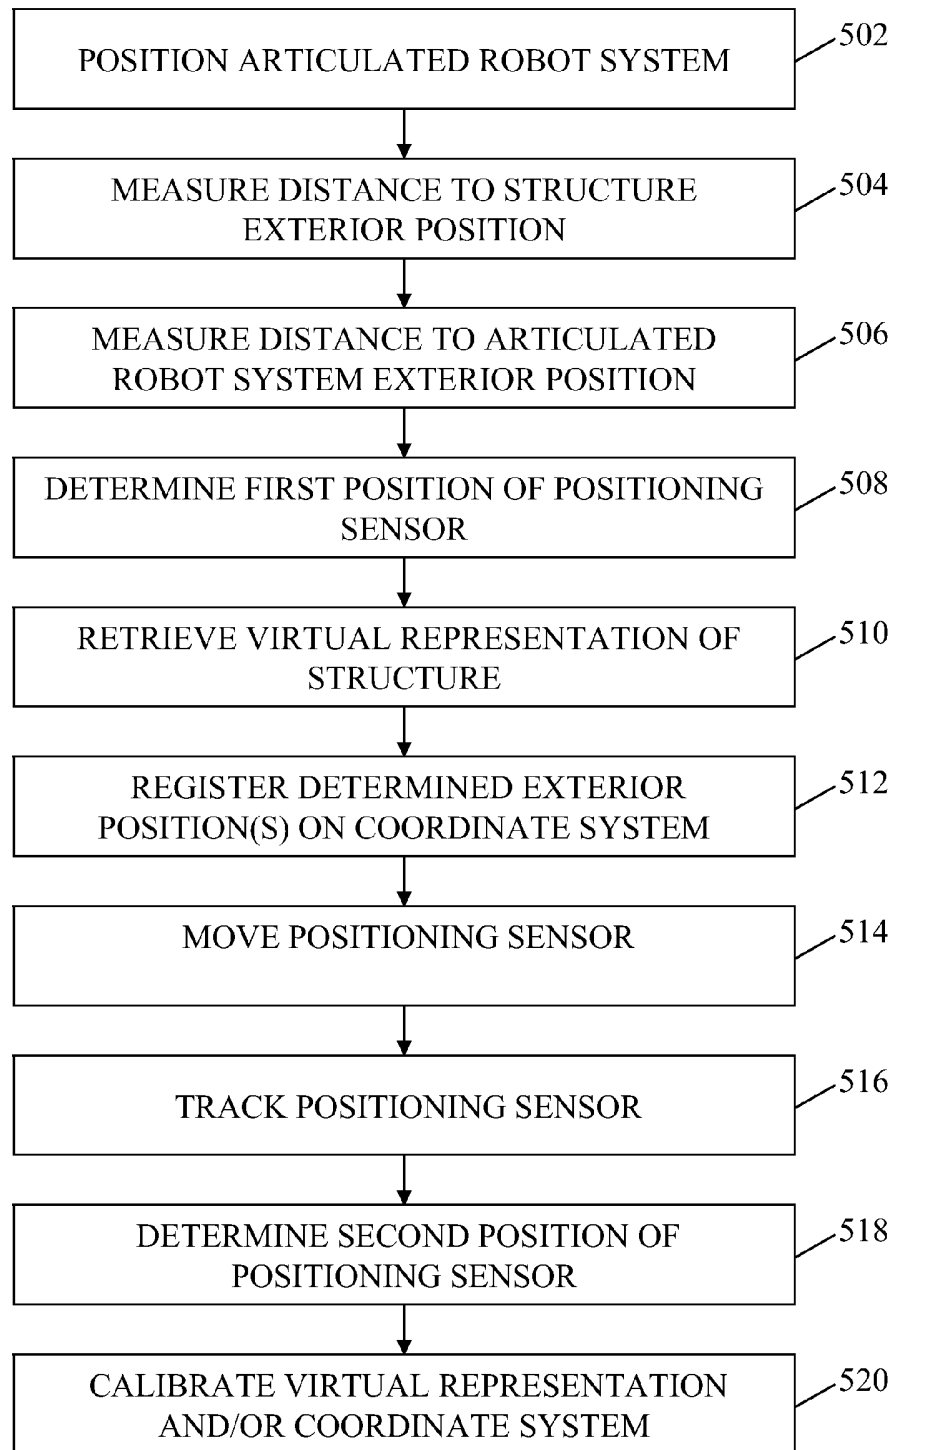 POSITION ARTICULATED ROBOT SYSTEM
502
MEASURE DISTANCE TO STRUCTURE
EXTERIOR POSITION
504
MEASURE DISTANCE TO ARTICULATED
ROBOT SYSTEM EXTERIOR POSITION
506
DETERMINE FIRST POSITION OF POSITIONING
SENSOR
508
RETRIEVE VIRTUAL REPRESENTATION OF
STRUCTURE
510
REGISTER DETERMINED EXTERIOR
POSITION(S) ON COORDINATE SYSTEM
512
MOVE POSITIONING SENSOR
514
TRACK POSITIONING SENSOR
516
DETERMINE SECOND POSITION OF
POSITIONING SENSOR
518
CALIBRATE VIRTUAL REPRESENTATION
AND/OR COORDINATE SYSTEM
520